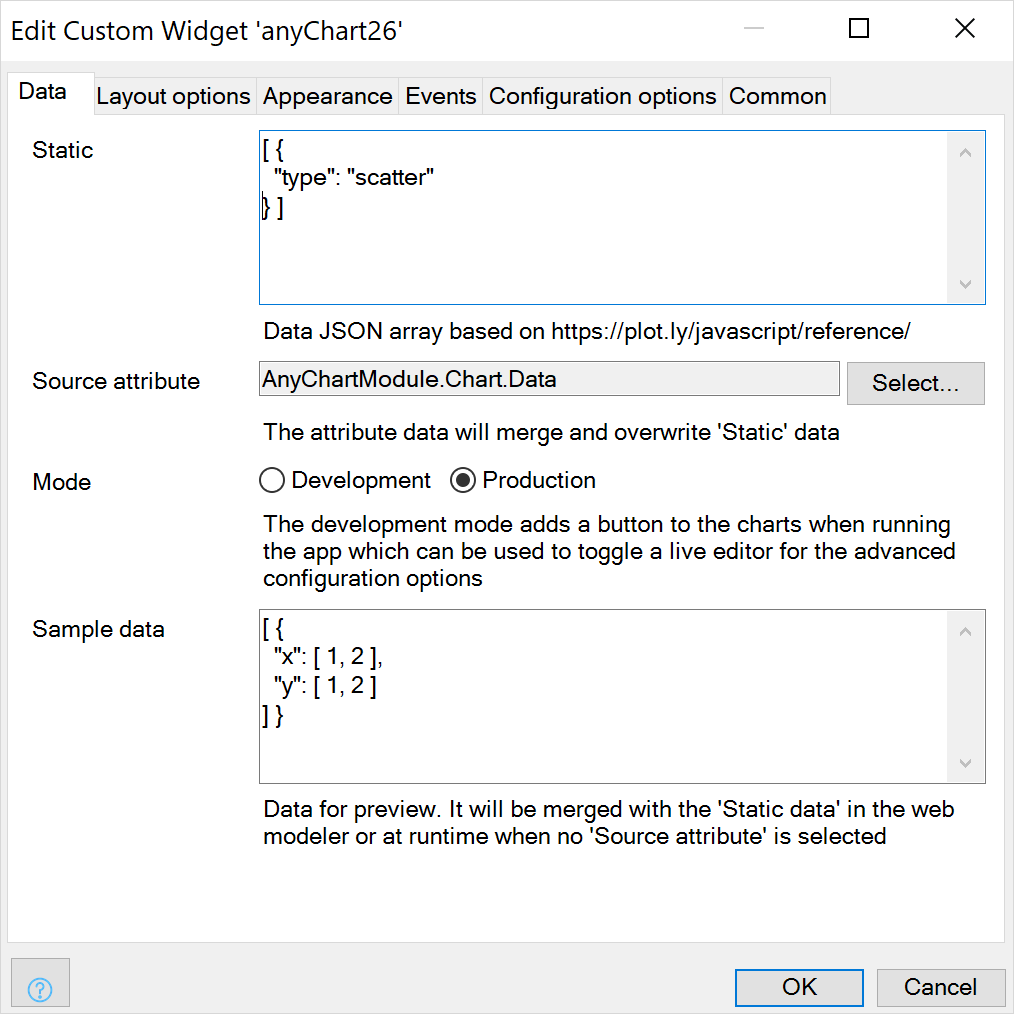 Edit Custom Widget 'anyChart26'
Data Layout options Appearance Events Configuration options Common
Static
[ {
"type": "scatter"
} ]
Data JSON array based on https://plot.ly/javascript/reference/
Source attribute AnyChartModule.Chart.Data Select...
The attribute data will merge and overwrite 'Static' data
Mode Development Production
The development mode adds a button to the charts when running
the app which can be used to toggle a live editor for the advanced
configuration options
Sample data
[ {
"x": [ 1, 2 ],
"y": [ 1, 2 ]
] }
Data for preview. It will be merged with the 'Static data' in the web
modeler or at runtime when no 'Source attribute' is selected
? OK Cancel